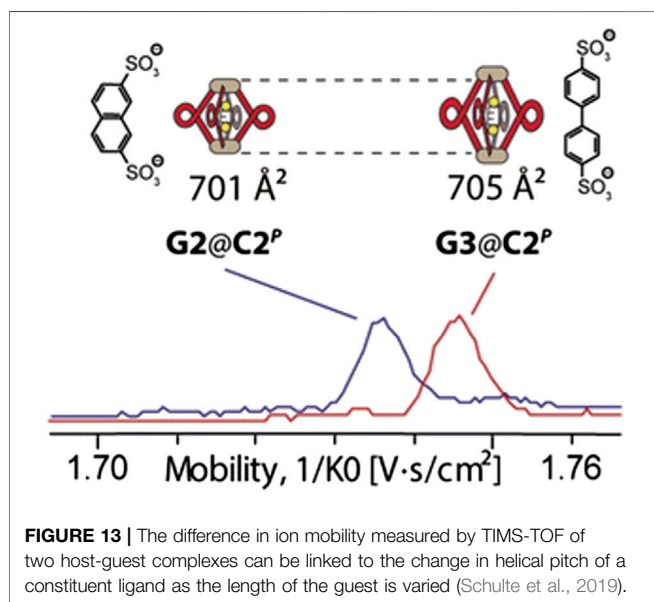 SO3 ⊖
SO3 ⊖
701 Å²
705 Å²
SO3 ⊖
SO3 ⊖
G2@C2ᴾ
G3@C2ᴾ
1.70 Mobility, 1/K0 [V·s/cm²] 1.76
FIGURE 13 | The difference in ion mobility measured by TIMS-TOF of
two host-guest complexes can be linked to the change in helical pitch of a
constituent ligand as the length of the guest is varied (Schulte et al., 2019).